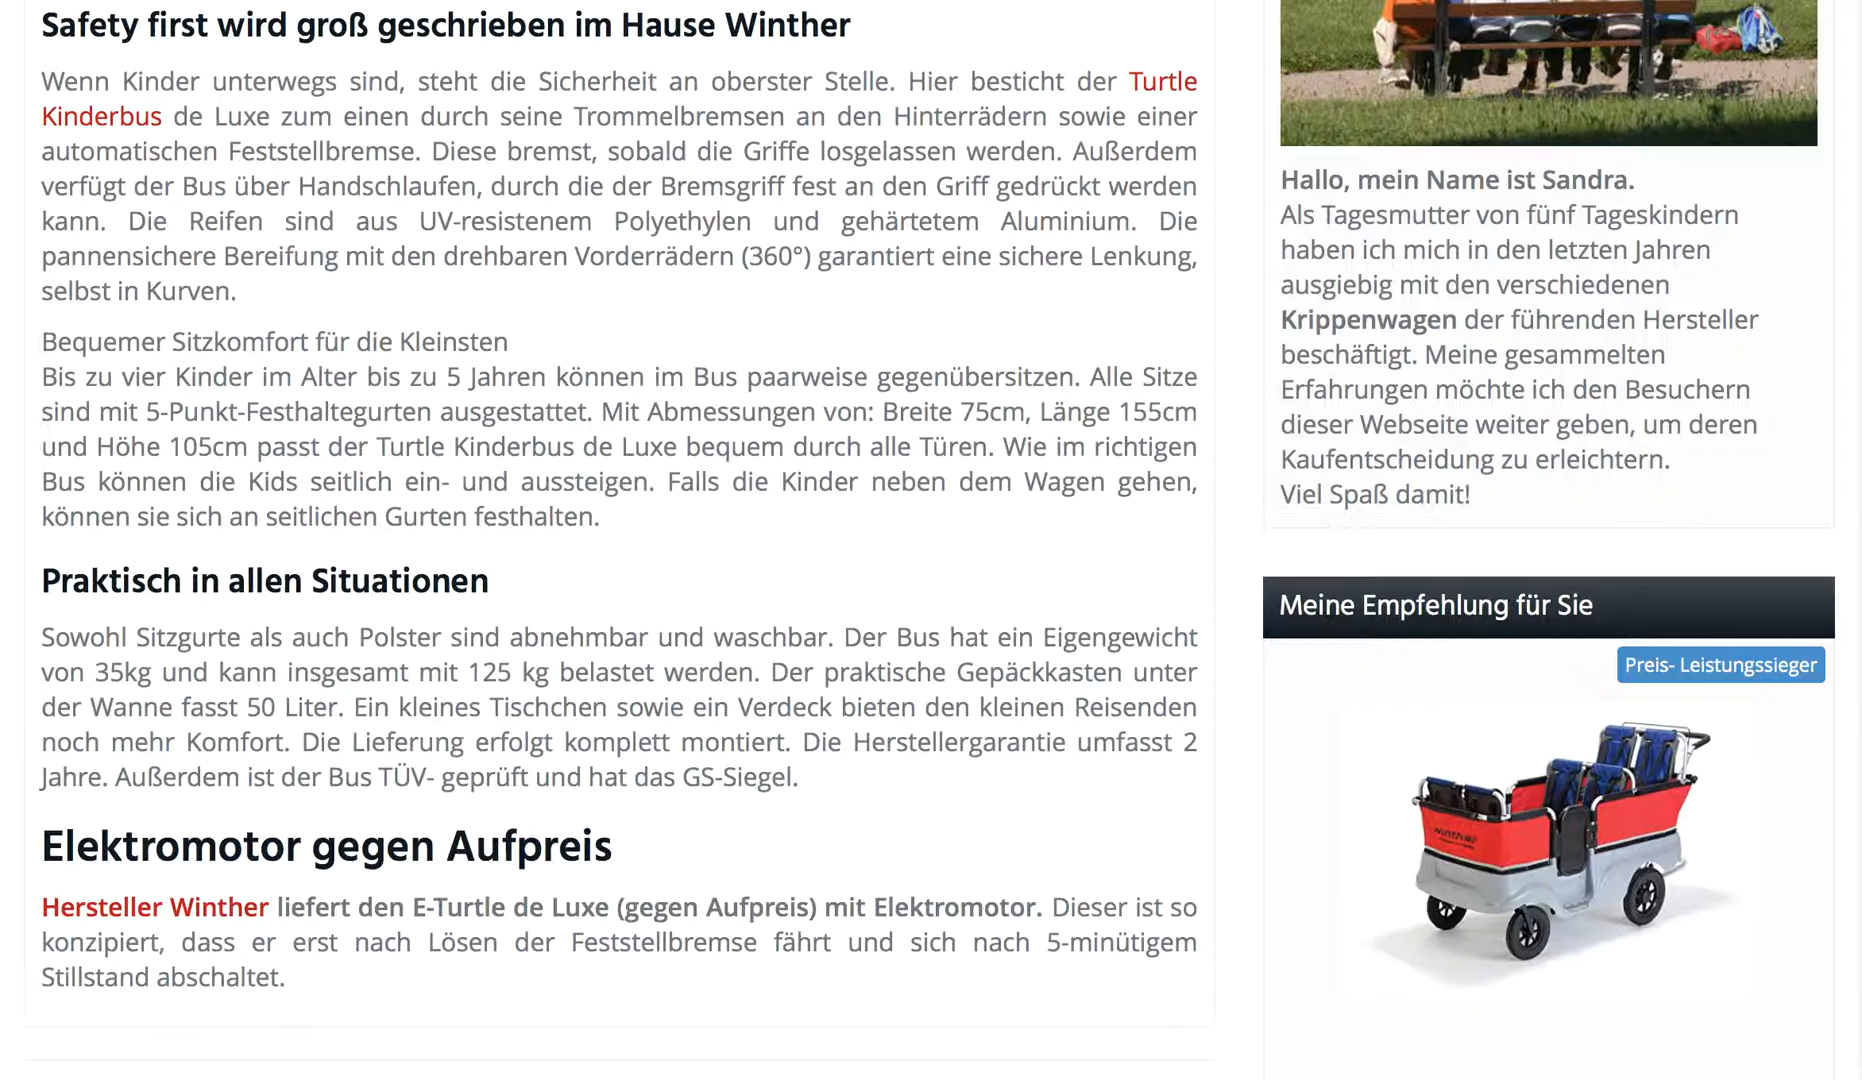 Safety first wird groß geschrieben im Hause Winther
Wenn Kinder unterwegs sind, steht die Sicherheit an oberster Stelle. Hier besticht der Turtle
Kinderbus de Luxe zum einen durch seine Trommelbremsen an den Hinterrädern sowie einer
automatischen Feststellbremse. Diese bremst, sobald die Griffe losgelassen werden. Außerdem
verfügt der Bus über Handschlaufen, durch die der Bremsgriff fest an den Griff gedrückt werden
kann. Die Reifen sind aus UV-resistenem Polyethylen und gehärtetem Aluminium. Die
pannensichere Bereifung mit den drehbaren Vorderrädern (360°) garantiert eine sichere Lenkung,
selbst in Kurven.
Bequemer Sitzkomfort für die Kleinsten
Bis zu vier Kinder im Alter bis zu 5 Jahren können im Bus paarweise gegenübersitzen. Alle Sitze
sind mit 5-Punkt-Festhaltegurten ausgestattet. Mit Abmessungen von: Breite 75cm, Länge 155cm
und Höhe 105cm passt der Turtle Kinderbus de Luxe bequem durch alle Türen. Wie im richtigen
Bus können die Kids seitlich ein- und aussteigen. Falls die Kinder neben dem Wagen gehen,
können sie sich an seitlichen Gurten festhalten.
Praktisch in allen Situationen
Sowohl Sitzgurte als auch Polster sind abnehmbar und waschbar. Der Bus hat ein Eigengewicht
von 35kg und kann insgesamt mit 125 kg belastet werden. Der praktische Gepäckkasten unter
der Wanne fasst 50 Liter. Ein kleines Tischchen sowie ein Verdeck bieten den kleinen Reisenden
noch mehr Komfort. Die Lieferung erfolgt komplett montiert. Die Herstellergarantie umfasst 2
Jahre. Außerdem ist der Bus TÜV- geprüft und hat das GS-Siegel.
Elektromotor gegen Aufpreis
Hersteller Winther liefert den E-Turtle de Luxe (gegen Aufpreis) mit Elektromotor. Dieser ist so
konzipiert, dass er erst nach Lösen der Feststellbremse fährt und sich nach 5-minütigem
Stillstand abschaltet.
Hallo, mein Name ist Sandra.
Als Tagesmutter von fünf Tageskindern
haben ich mich in den letzten Jahren
ausgiebig mit den verschiedenen
Krippenwagen der führenden Hersteller
beschäftigt. Meine gesammelten
Erfahrungen möchte ich den Besuchern
dieser Webseite weiter geben, um deren
Kaufentscheidung zu erleichtern.
Viel Spaß damit!
Meine Empfehlung für Sie
Preis- Leistungssieger
winther